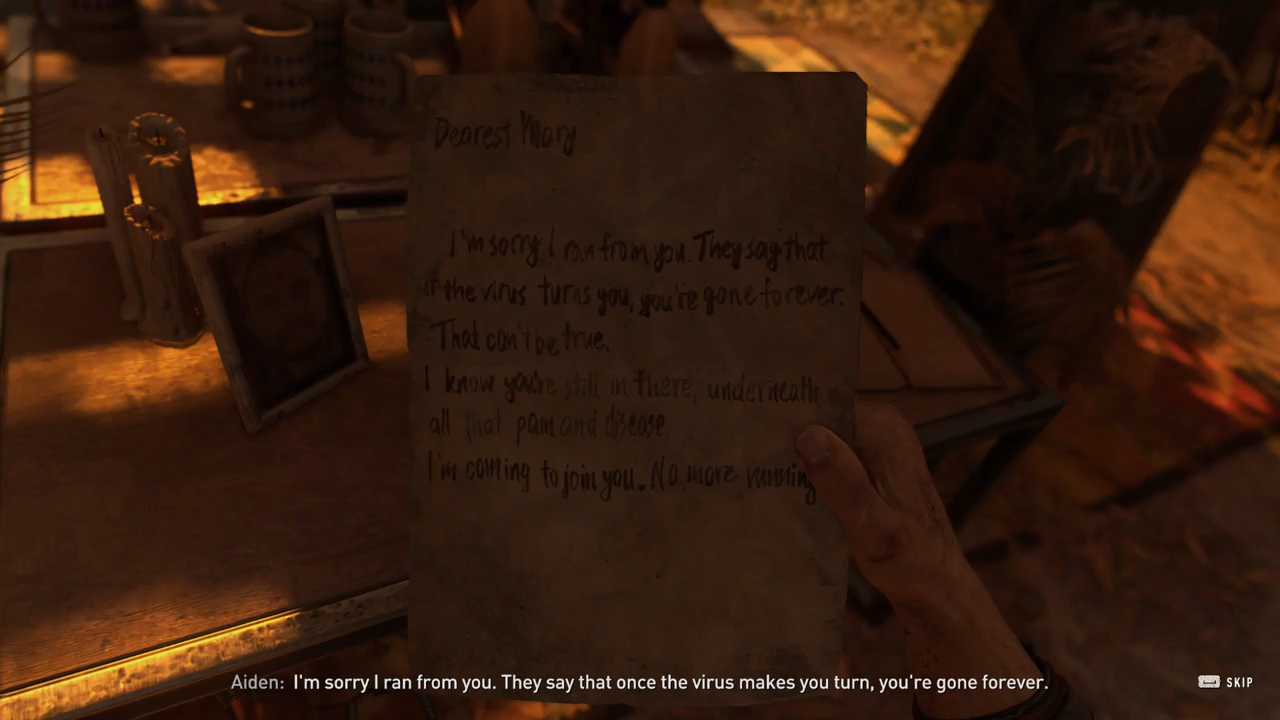 Dearest Mary
I'm sorry I ran from you. They say that
if the virus turns you, you're gone forever.
That can't be true.
I know you're still in there, underneath
all that pain and disease.
I'm coming to join you. No more running
Aiden: I'm sorry I ran from you. They say that once the virus makes you turn, you're gone forever.
SKIP